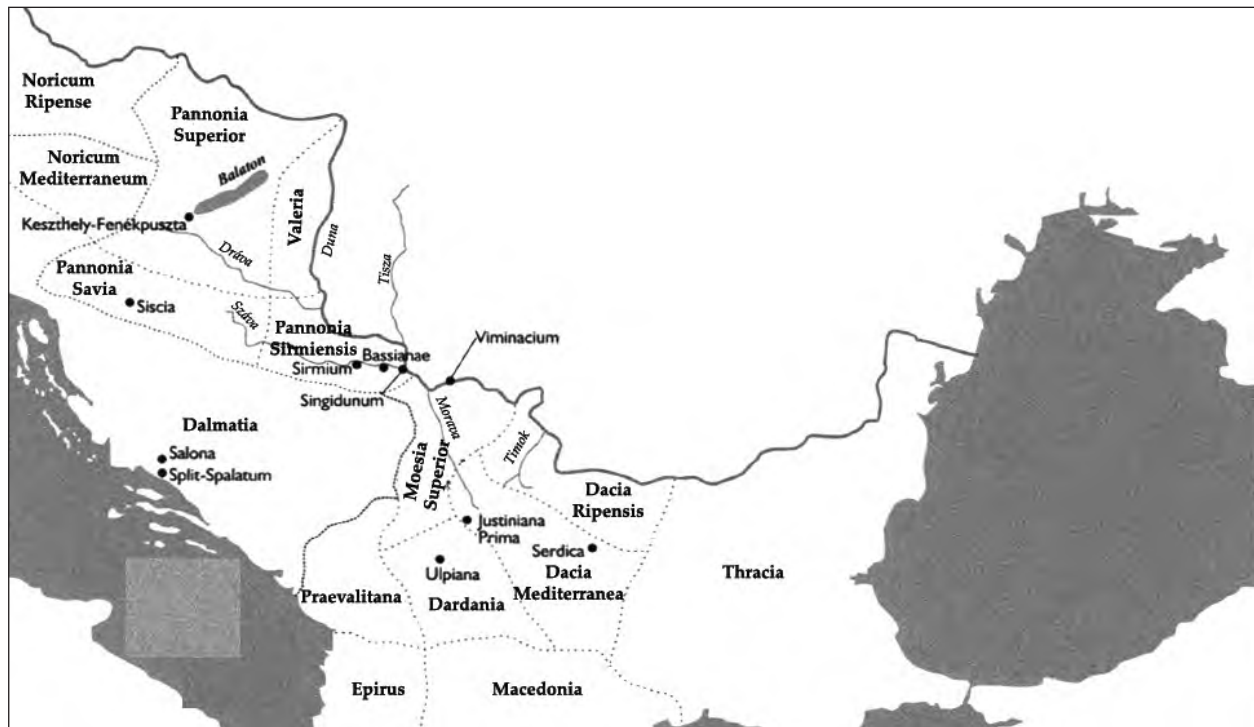 Noricum
Ripense
Pannonia
Superior
Noricum
Mediterraneum
Balaton
Keszthely-Fenékpuszta
Valeria
Duna
Tisza
Dráva
Pannonia
Savia
Siscia
Száva
Pannonia
Sirmiensis
Bassianae
Sirmium
Singidunum
Viminacium
Dalmatia
Salona
Split-Spalatum
Moesia
Superior
Morava
Timok
Dacia
Ripensis
Justiniana
Prima
Serdica
Ulpiana
Dacia
Mediterranea
Thracia
Praevalitana
Dardania
Epirus
Macedonia